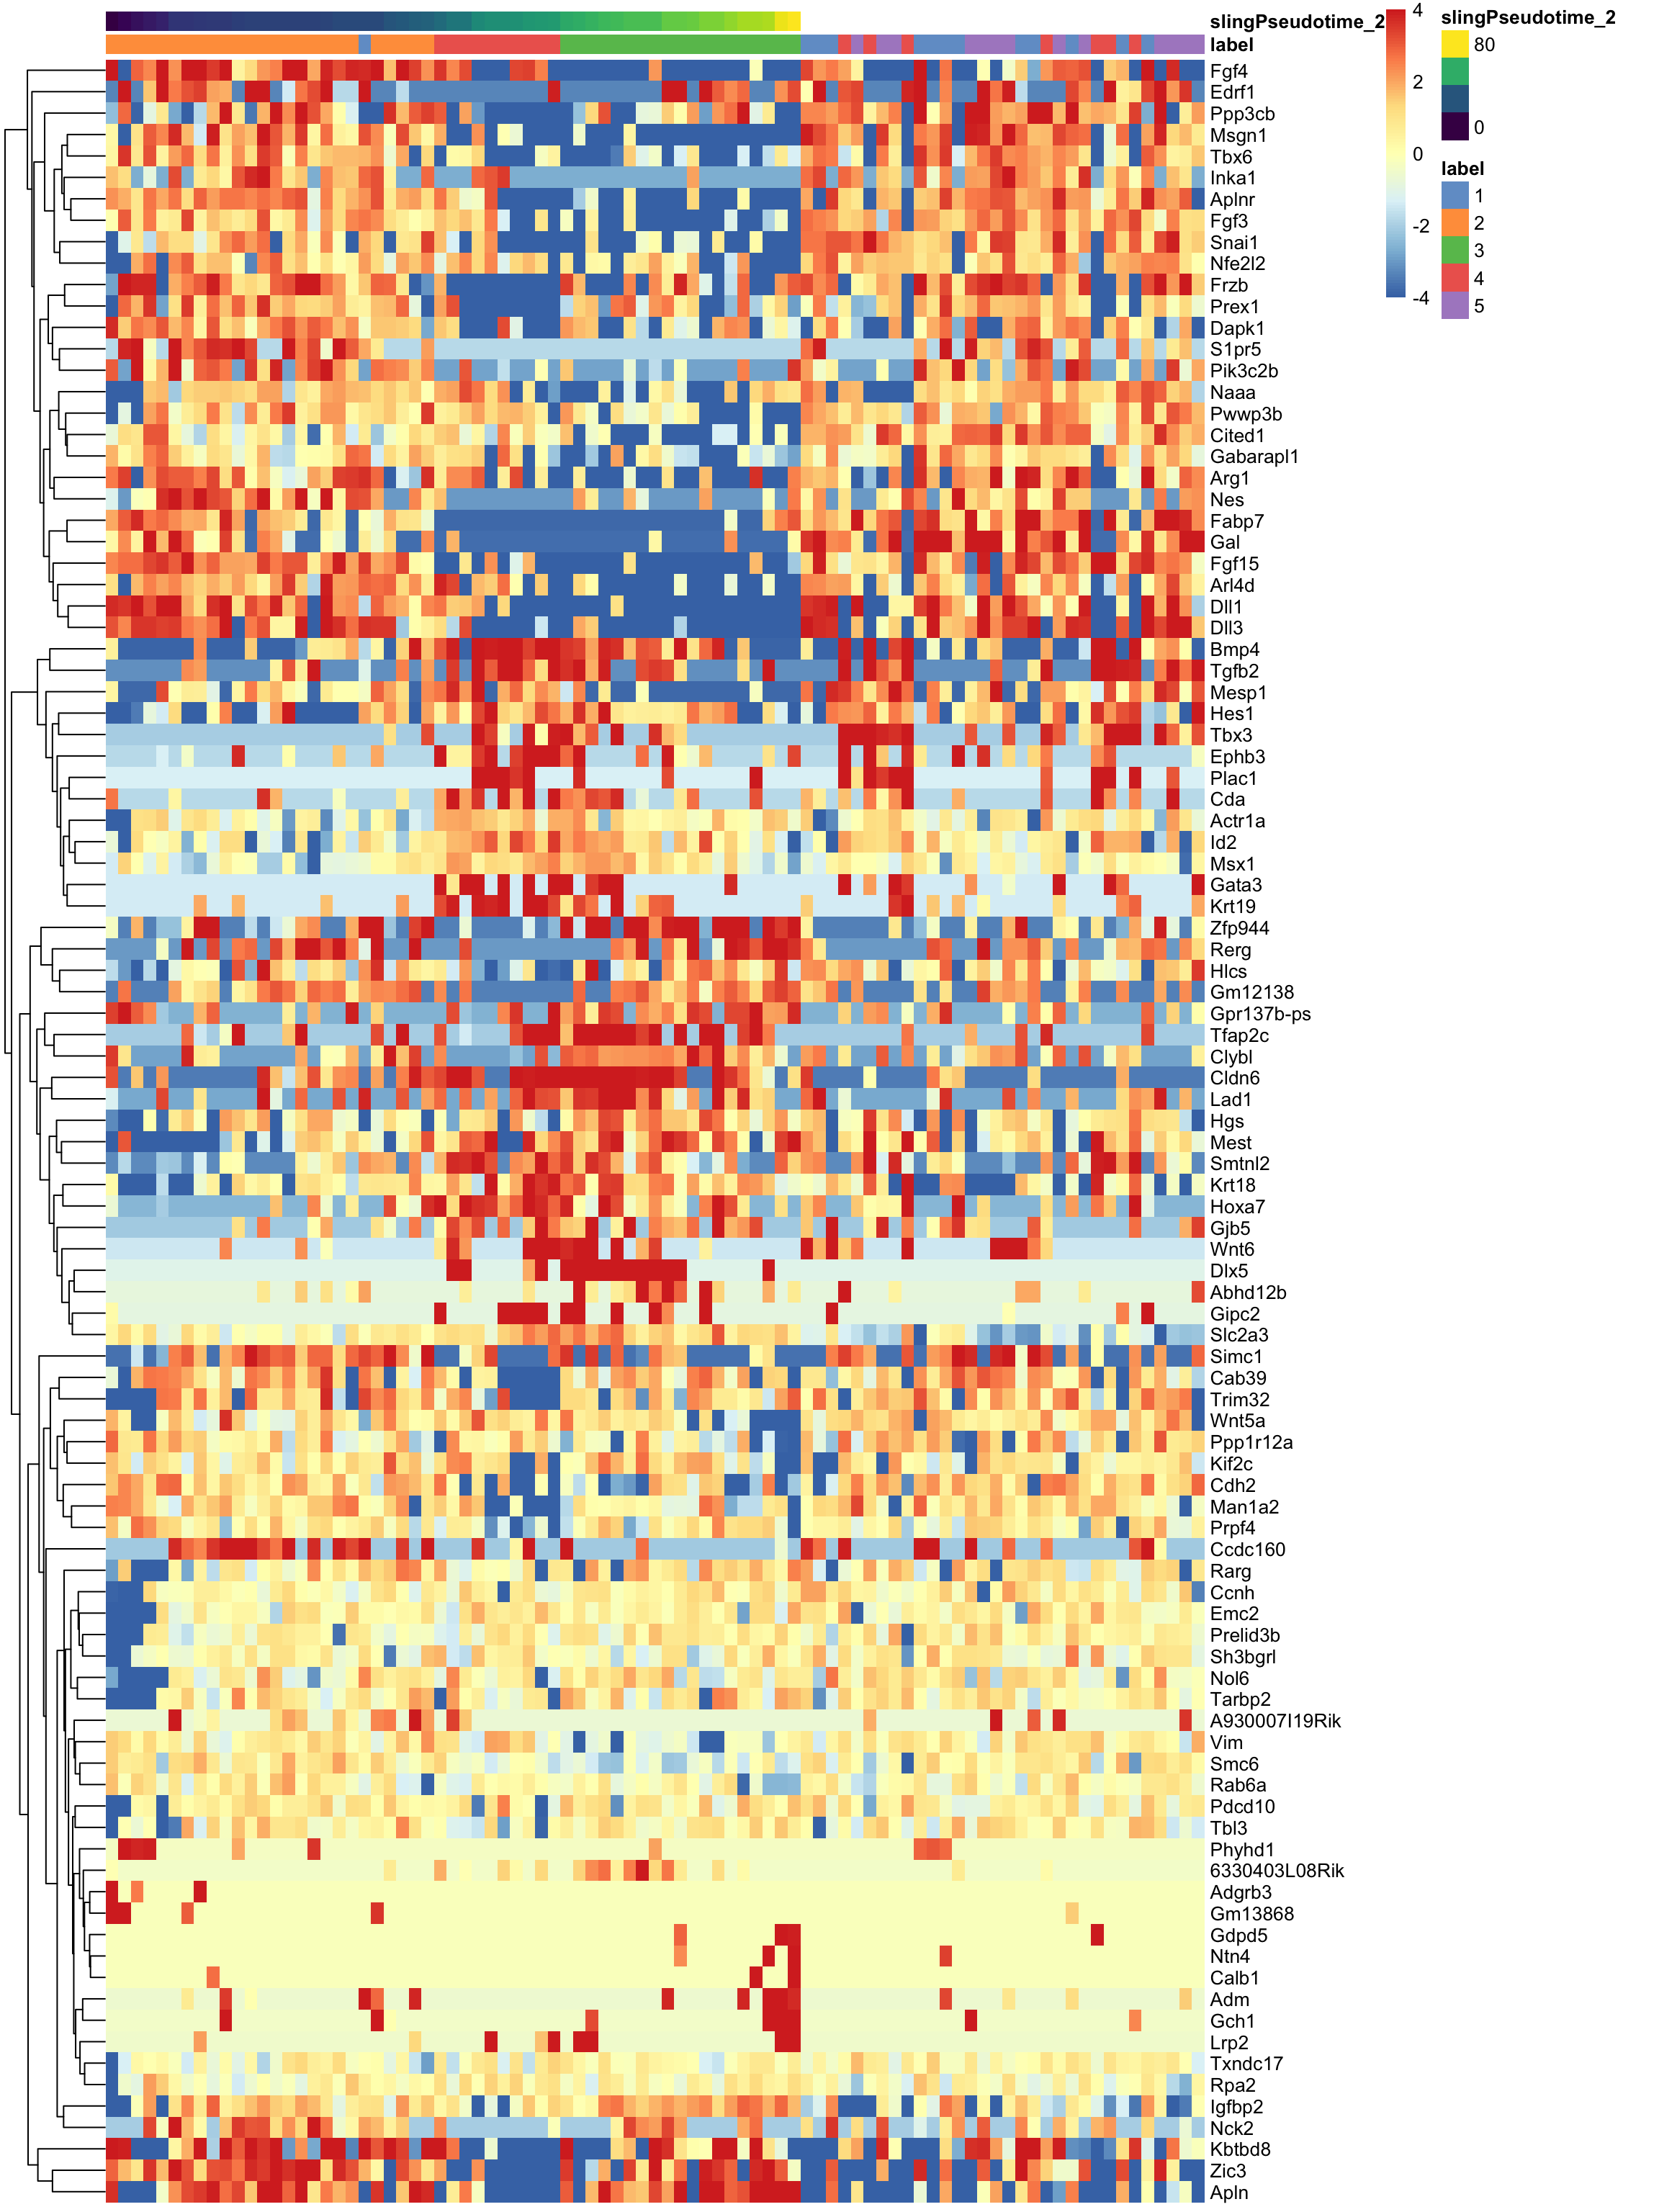 slingPseudotime_2
label
Fgf4
Edrf1
Ppp3cb
Msgn1
Tbx6
Inka1
Aplnr
Fgf3
Snai1
Nfe2l2
Frzb
Prex1
Dapk1
S1pr5
Pik3c2b
Naaa
Pwwp3b
Cited1
Gabarapl1
Arg1
Nes
Fabp7
Gal
Fgf15
Arl4d
Dll1
Dll3
Bmp4
Tgfb2
Mesp1
Hes1
Tbx3
Ephb3
Plac1
Cda
Actr1a
Id2
Msx1
Gata3
Krt19
Zfp944
Rerg
Hlcs
Gm12138
Gpr137b-ps
Tfap2c
Clybl
Cldn6
Lad1
Hgs
Mest
Smtnl2
Krt18
Hoxa7
Gjb5
Wnt6
Dlx5
Abhd12b
Gipc2
Slc2a3
Simc1
Cab39
Trim32
Wnt5a
Ppp1r12a
Kif2c
Cdh2
Man1a2
Prpf4
Ccdc160
Rarg
Ccnh
Emc2
Prelid3b
Sh3bgrl
Nol6
Tarbp2
A930007I19Rik
Vim
Smc6
Rab6a
Pdcd10
Tbl3
Phyhd1
6330403L08Rik
Adgrb3
Gm13868
Gdpd5
Ntn4
Calb1
Adm
Gch1
Lrp2
Txndc17
Rpa2
Igfbp2
Nck2
Kbtbd8
Zic3
Apln
4
2
0
-2
-4
slingPseudotime_2
80
0
label
1
2
3
4
5